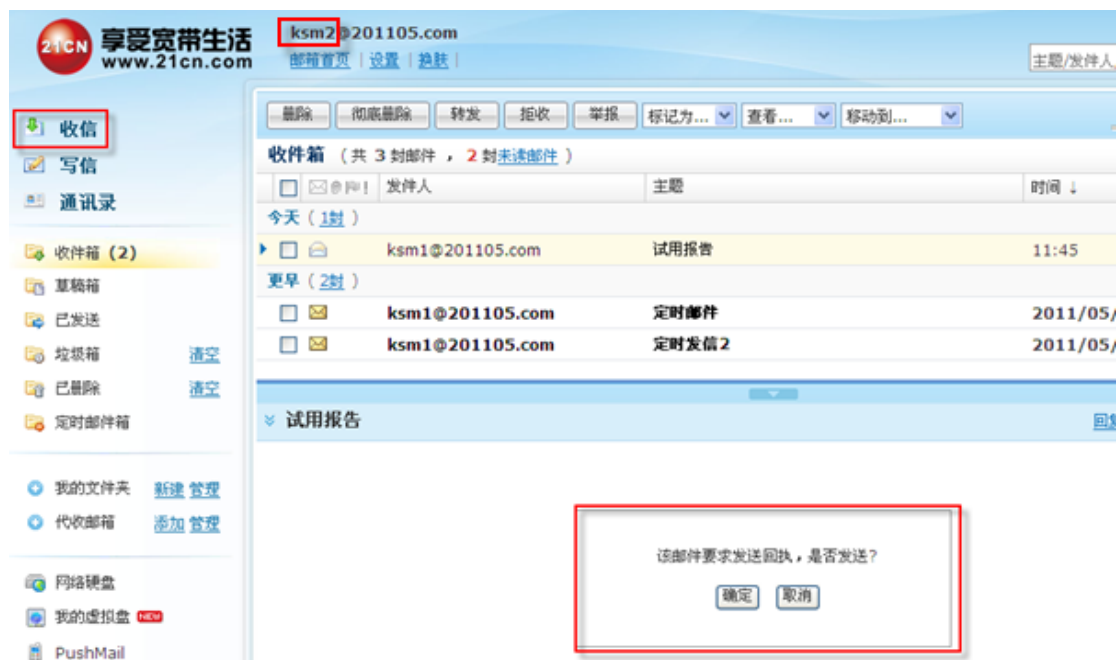 21CN 享受宽带生活
www.21cn.com
ksm2@201105.com
邮箱首页 | 设置 | 换肤 |
主题/发件人
收信
写信
通讯录
收件箱 (2)
草稿箱
已发送
垃圾箱 清空
已删除 清空
定时邮件箱
我的文件夹 新建 管理
代收邮箱 添加 管理
网络硬盘
我的虚拟盘 NEW
PushMail
删除 彻底删除 转发 拒收 举报 标记为... 查看... 移动到...
收件箱 (共 3 封邮件 , 2 封未读邮件 )
发件人 主题 时间 ↓
今天 ( 1封 )
ksm1@201105.com 试用报告 11:45
更早 ( 2封 )
ksm1@201105.com 定时邮件 2011/05/
ksm1@201105.com 定时发信2 2011/05/
试用报告 回复
该邮件要求发送回执,是否发送?
确定 取消